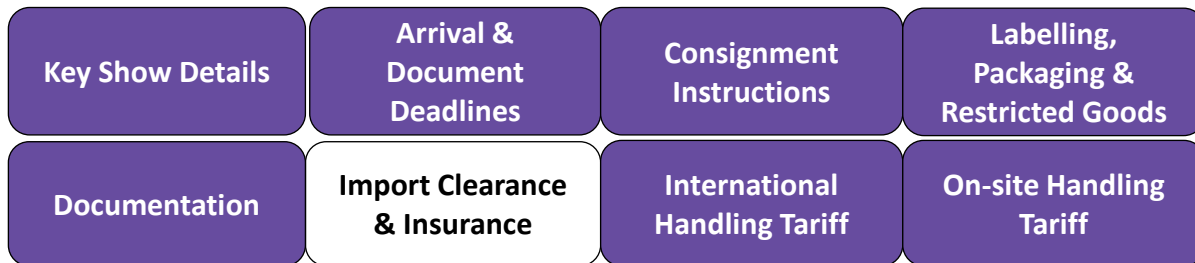 Key Show Details
Arrival &
Document
Deadlines
Consignment
Instructions
Labelling,
Packaging &
Restricted Goods
Documentation
Import Clearance
& Insurance
International
Handling Tariff
On-site Handling
Tariff